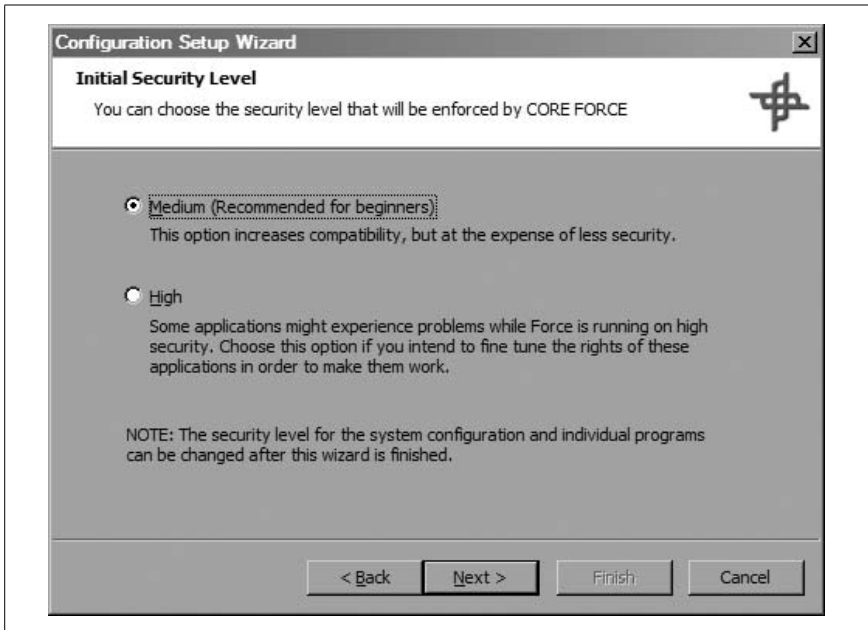 Configuration Setup Wizard
Initial Security Level
You can choose the security level that will be enforced by CORE FORCE
Medium (Recommended for beginners)
This option increases compatibility, but at the expense of less security.
High
Some applications might experience problems while Force is running on high
security. Choose this option if you intend to fine tune the rights of these
applications in order to make them work.
NOTE: The security level for the system configuration and individual programs
can be changed after this wizard is finished.
< Back Next > Finish Cancel